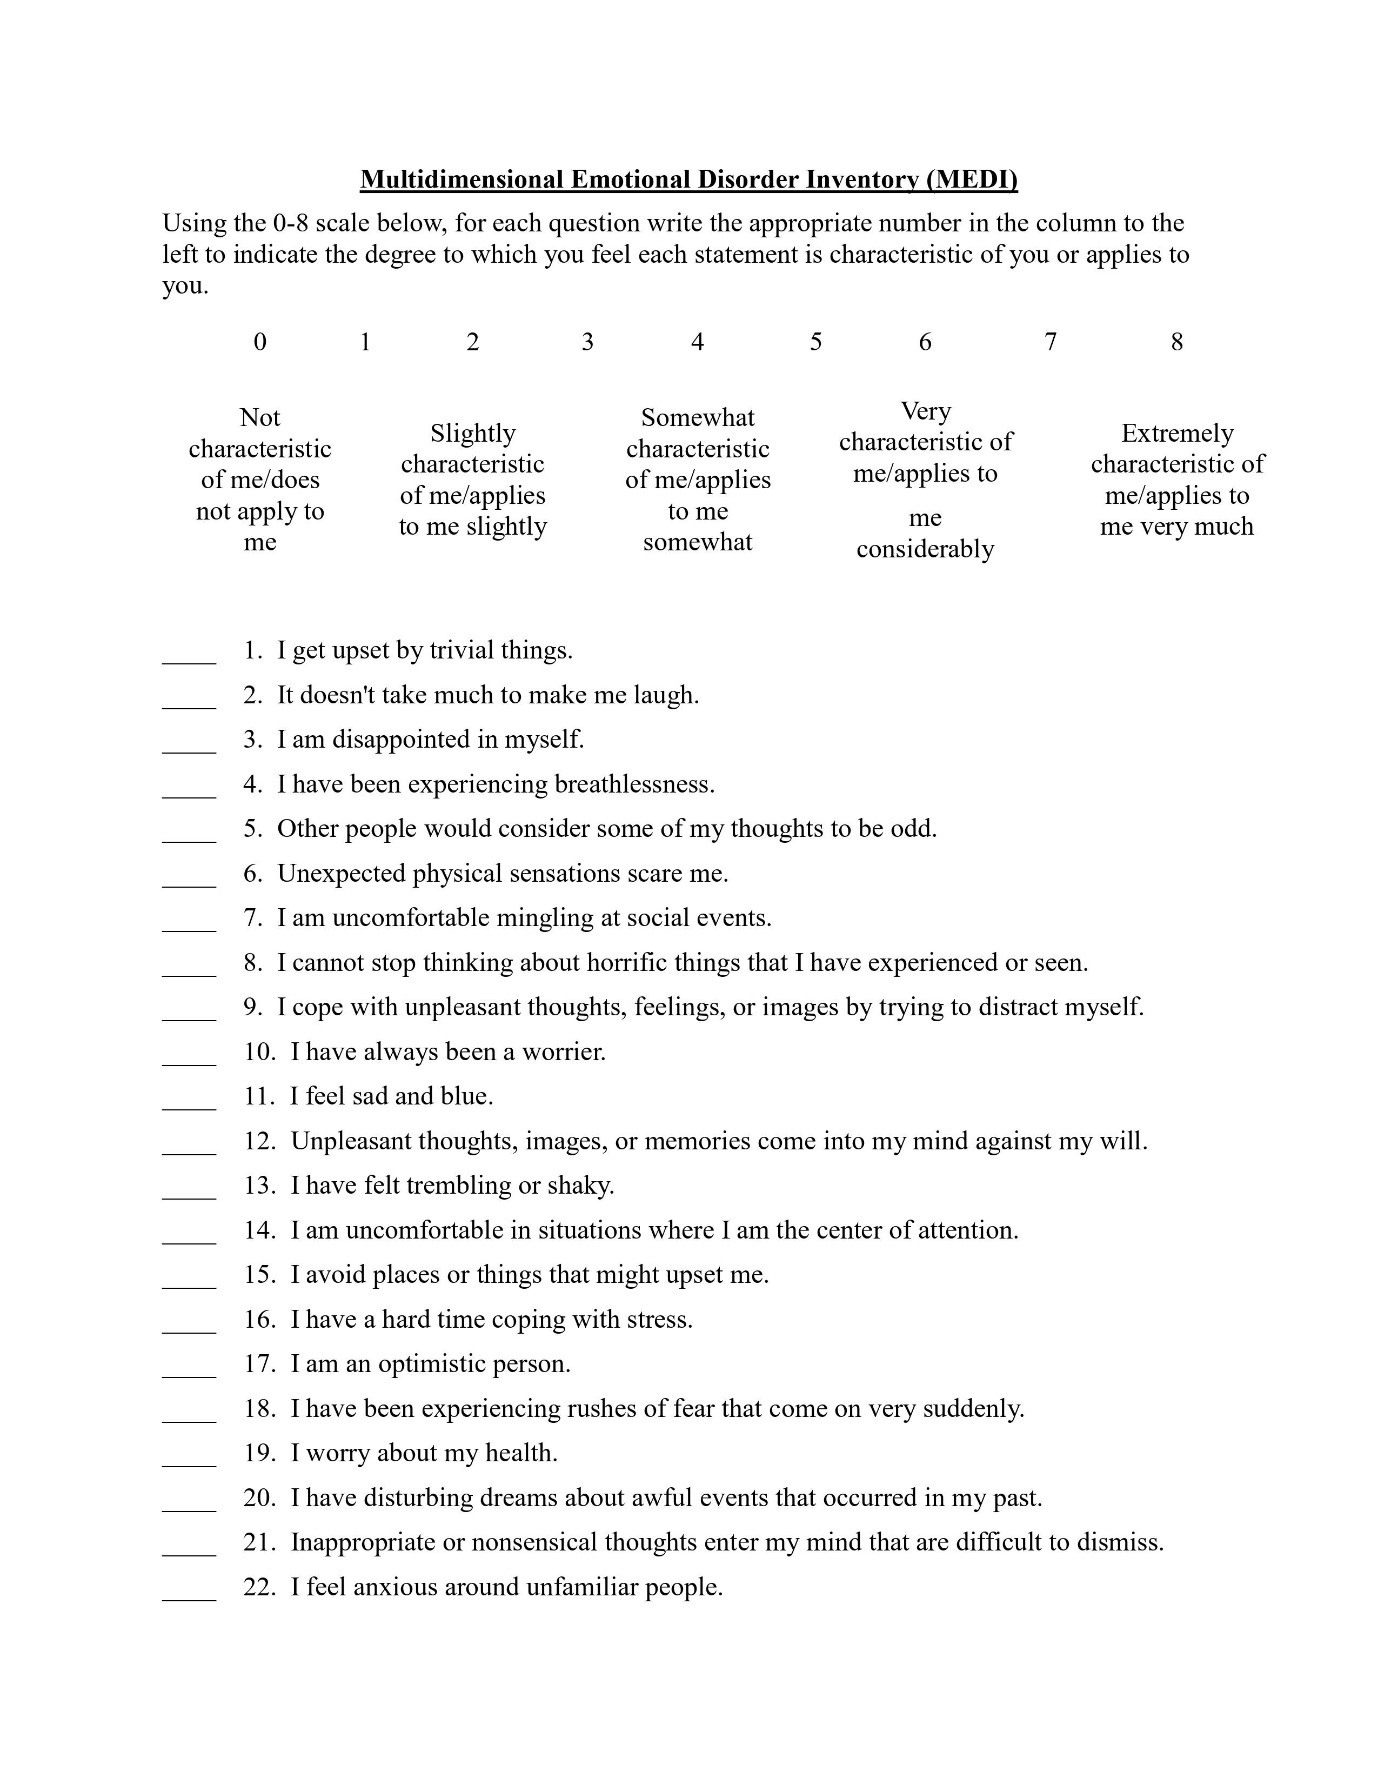 Multidimensional Emotional Disorder Inventory (MEDI)
Using the 0-8 scale below, for each question write the appropriate number in the column to the
left to indicate the degree to which you feel each statement is characteristic of you or applies to
you.
0 1 2 3 4 5 6 7 8
Not
characteristic
of me/does
not apply to
me
Slightly
characteristic
of me/applies
to me slightly
Somewhat
characteristic
of me/applies
to me
somewhat
Very
characteristic of
me/applies to
me
considerably
Extremely
characteristic of
me/applies to
me very much
____ 1. I get upset by trivial things.
____ 2. It doesn't take much to make me laugh.
____ 3. I am disappointed in myself.
____ 4. I have been experiencing breathlessness.
____ 5. Other people would consider some of my thoughts to be odd.
____ 6. Unexpected physical sensations scare me.
____ 7. I am uncomfortable mingling at social events.
____ 8. I cannot stop thinking about horrific things that I have experienced or seen.
____ 9. I cope with unpleasant thoughts, feelings, or images by trying to distract myself.
____ 10. I have always been a worrier.
____ 11. I feel sad and blue.
____ 12. Unpleasant thoughts, images, or memories come into my mind against my will.
____ 13. I have felt trembling or shaky.
____ 14. I am uncomfortable in situations where I am the center of attention.
____ 15. I avoid places or things that might upset me.
____ 16. I have a hard time coping with stress.
____ 17. I am an optimistic person.
____ 18. I have been experiencing rushes of fear that come on very suddenly.
____ 19. I worry about my health.
____ 20. I have disturbing dreams about awful events that occurred in my past.
____ 21. Inappropriate or nonsensical thoughts enter my mind that are difficult to dismiss.
____ 22. I feel anxious around unfamiliar people.